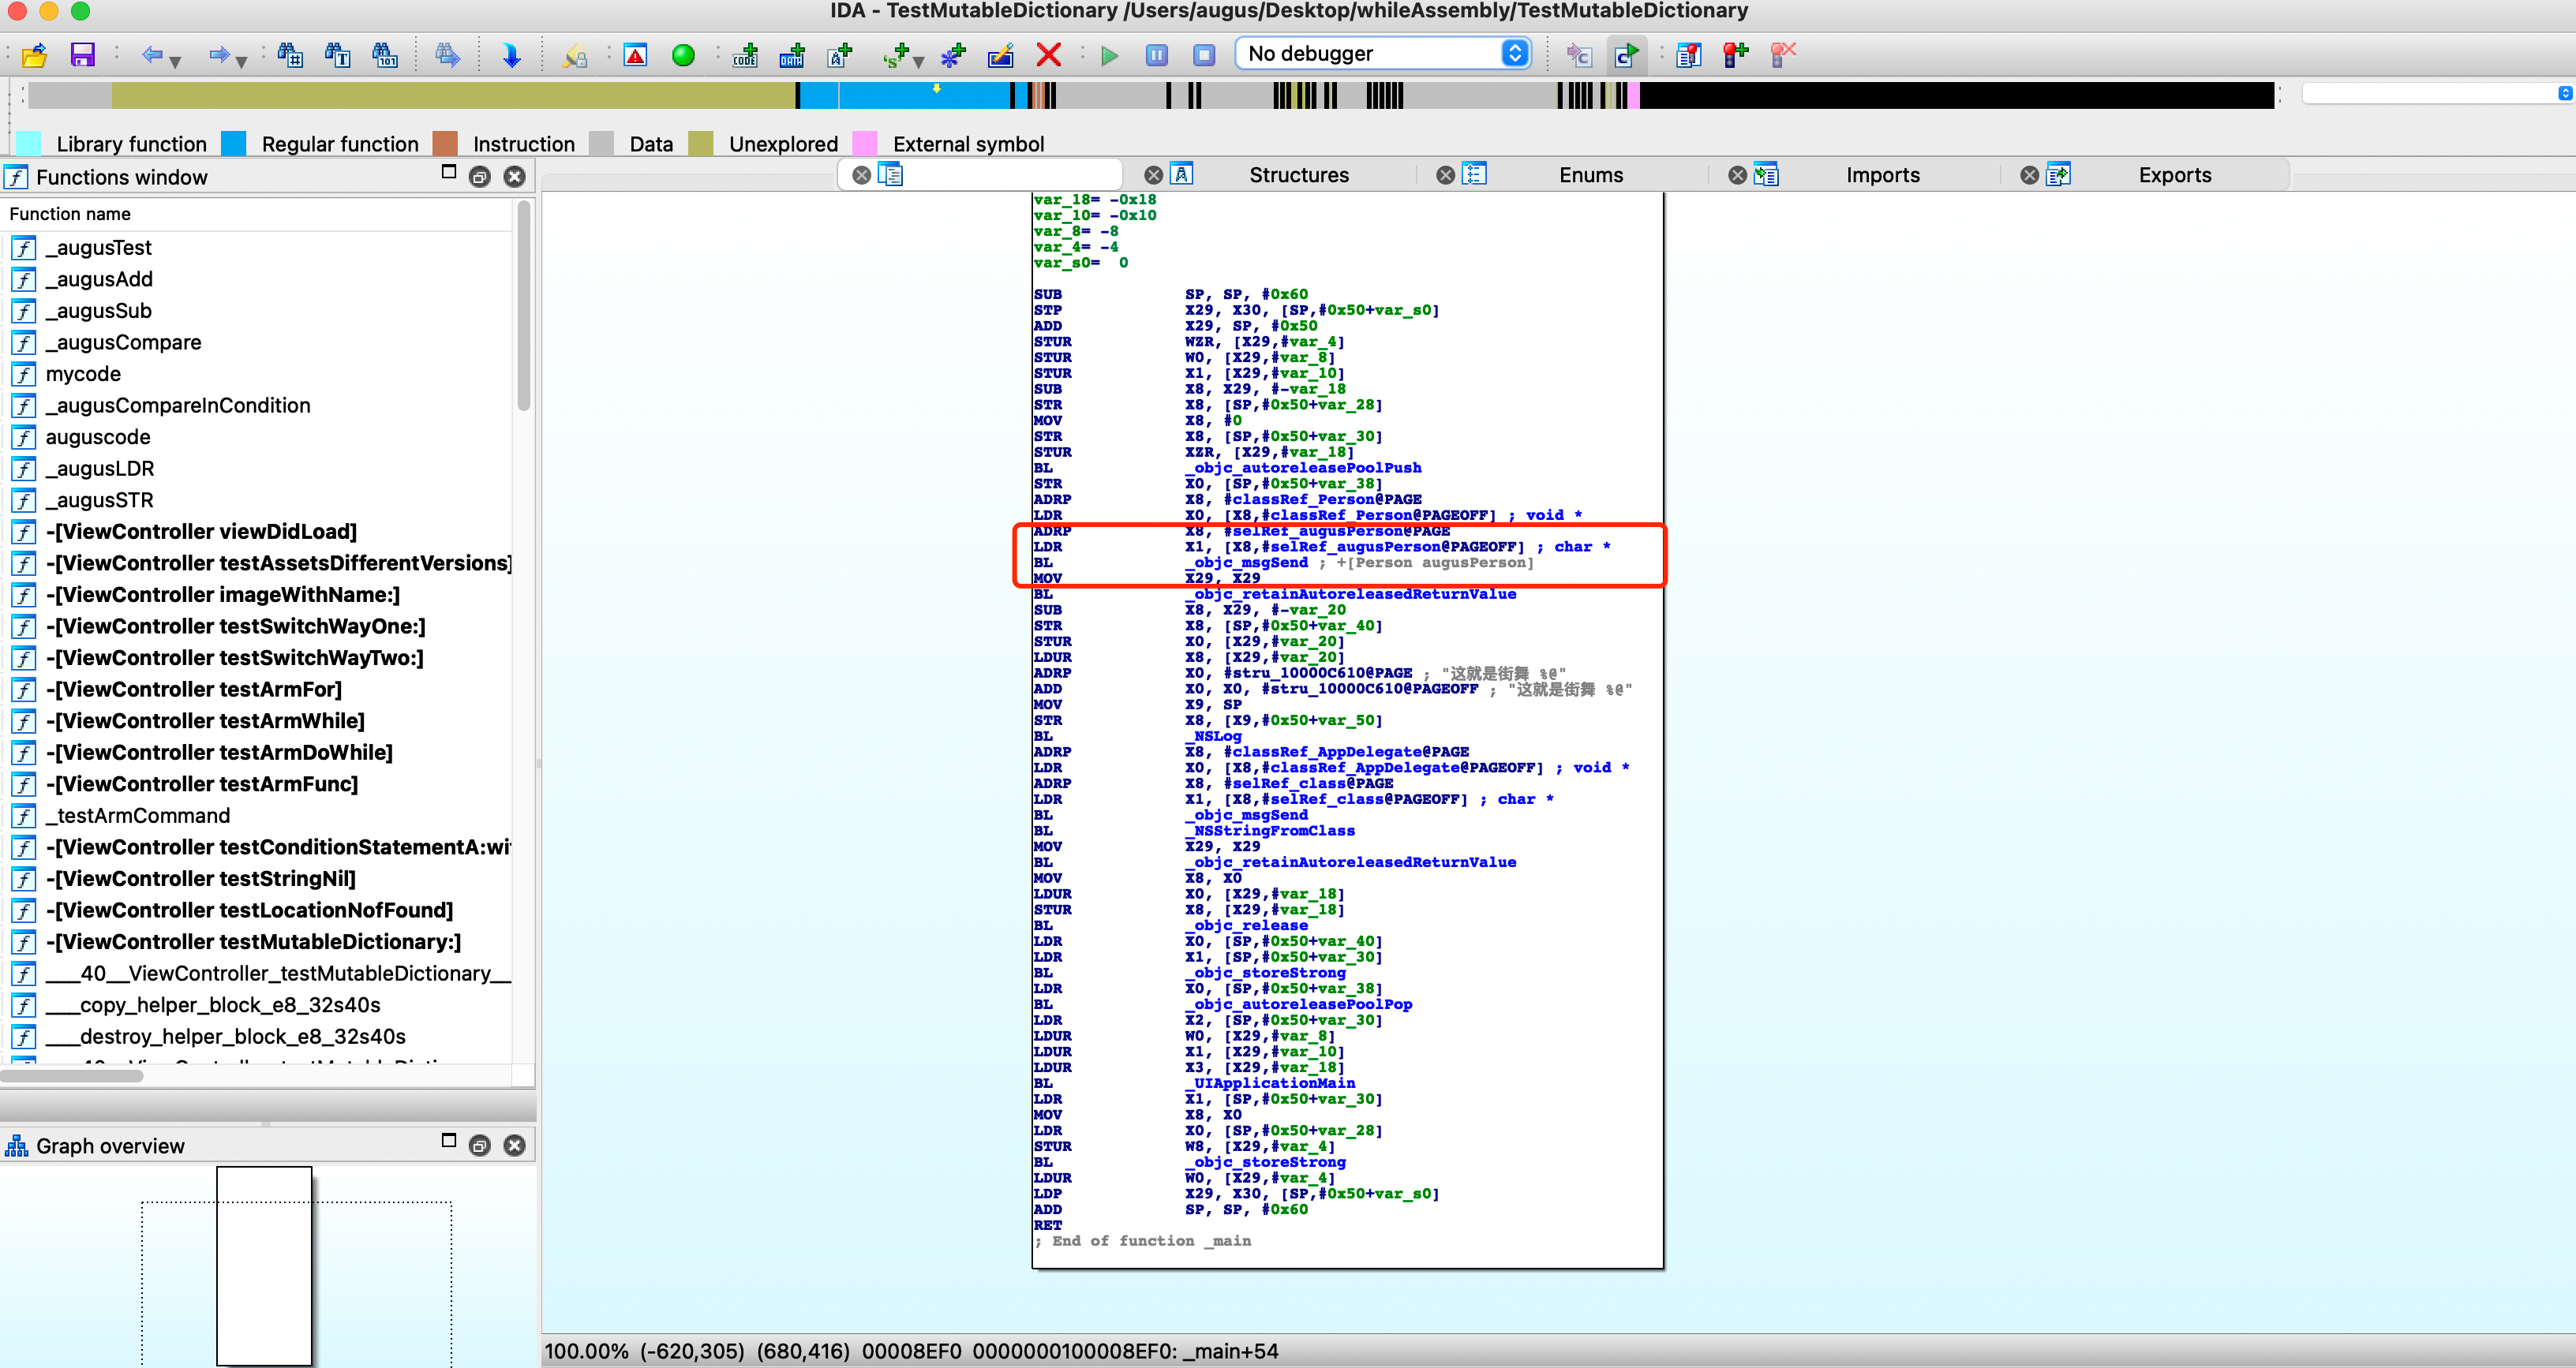 IDA - TestMutableDictionary /Users/augus/Desktop/whileAssembly/TestMutableDictionary
No debugger
Library function Regular function Instruction Data Unexplored External symbol
Functions window
Structures Enums Imports Exports
Function name
_augusTest
_augusAdd
_augusSub
_augusCompare
mycode
_augusCompareInCondition
auguscode
_augusLDR
_augusSTR
-[ViewController viewDidLoad]
-[ViewController testAssetsDifferentVersions]
-[ViewController imageWithName:]
-[ViewController testSwitchWayOne:]
-[ViewController testSwitchWayTwo:]
-[ViewController testArmFor]
-[ViewController testArmWhile]
-[ViewController testArmDoWhile]
-[ViewController testArmFunc]
_testArmCommand
-[ViewController testConditionStatementA:wi
-[ViewController testStringNil]
-[ViewController testLocationNofFound]
-[ViewController testMutableDictionary:]
___40__ViewController_testMutableDictionary__
___copy_helper_block_e8_32s40s
___destroy_helper_block_e8_32s40s
Graph overview
var_18= -0x18
var_10= -0x10
var_8= -8
var_4= -4
var_s0= 0
SUB SP, SP, #0x60
STP X29, X30, [SP,#0x50+var_s0]
ADD X29, SP, #0x50
STUR WZR, [X29,#var_4]
STUR W0, [X29,#var_8]
STUR X1, [X29,#var_10]
SUB X8, X29, #-var_18
STR X8, [SP,#0x50+var_28]
MOV X8, #0
STR X8, [SP,#0x50+var_30]
STUR XZR, [X29,#var_18]
BL _objc_autoreleasePoolPush
STR X0, [SP,#0x50+var_38]
ADRP X8, #classRef_Person@PAGE
LDR X0, [X8,#classRef_Person@PAGEOFF] ; void *
ADRP X8, #selRef_augusPerson@PAGE
LDR X1, [X8,#selRef_augusPerson@PAGEOFF] ; char *
BL _objc_msgSend ; +[Person augusPerson]
MOV X29, X29
BL _objc_retainAutoreleasedReturnValue
SUB X8, X29, #-var_20
STR X8, [SP,#0x50+var_40]
STUR X0, [X29,#var_20]
LDUR X8, [X29,#var_20]
ADRP X0, #stru_10000C610@PAGE ; "这就是街舞 %@"
ADD X0, X0, #stru_10000C610@PAGEOFF ; "这就是街舞 %@"
MOV X9, SP
STR X8, [X9,#0x50+var_50]
BL _NSLog
ADRP X8, #classRef_AppDelegate@PAGE
LDR X0, [X8,#classRef_AppDelegate@PAGEOFF] ; void *
ADRP X8, #selRef_class@PAGE
LDR X1, [X8,#selRef_class@PAGEOFF] ; char *
BL _objc_msgSend
BL _NSStringFromClass
MOV X29, X29
BL _objc_retainAutoreleasedReturnValue
MOV X8, X0
LDUR X0, [X29,#var_18]
STUR X8, [X29,#var_18]
BL _objc_release
LDR X0, [SP,#0x50+var_40]
LDR X1, [SP,#0x50+var_30]
BL _objc_storeStrong
LDR X0, [SP,#0x50+var_38]
BL _objc_autoreleasePoolPop
LDR X2, [SP,#0x50+var_30]
LDUR W0, [X29,#var_8]
LDUR X1, [X29,#var_10]
LDUR X3, [X29,#var_18]
BL _UIApplicationMain
LDR X1, [SP,#0x50+var_30]
MOV X8, X0
LDR X0, [SP,#0x50+var_28]
STUR W8, [X29,#var_4]
BL _objc_storeStrong
LDUR W0, [X29,#var_4]
LDP X29, X30, [SP,#0x50+var_s0]
ADD SP, SP, #0x60
RET
; End of function _main
100.00% (-620,305) (680,416) 00008EF0 0000000100008EF0: _main+54